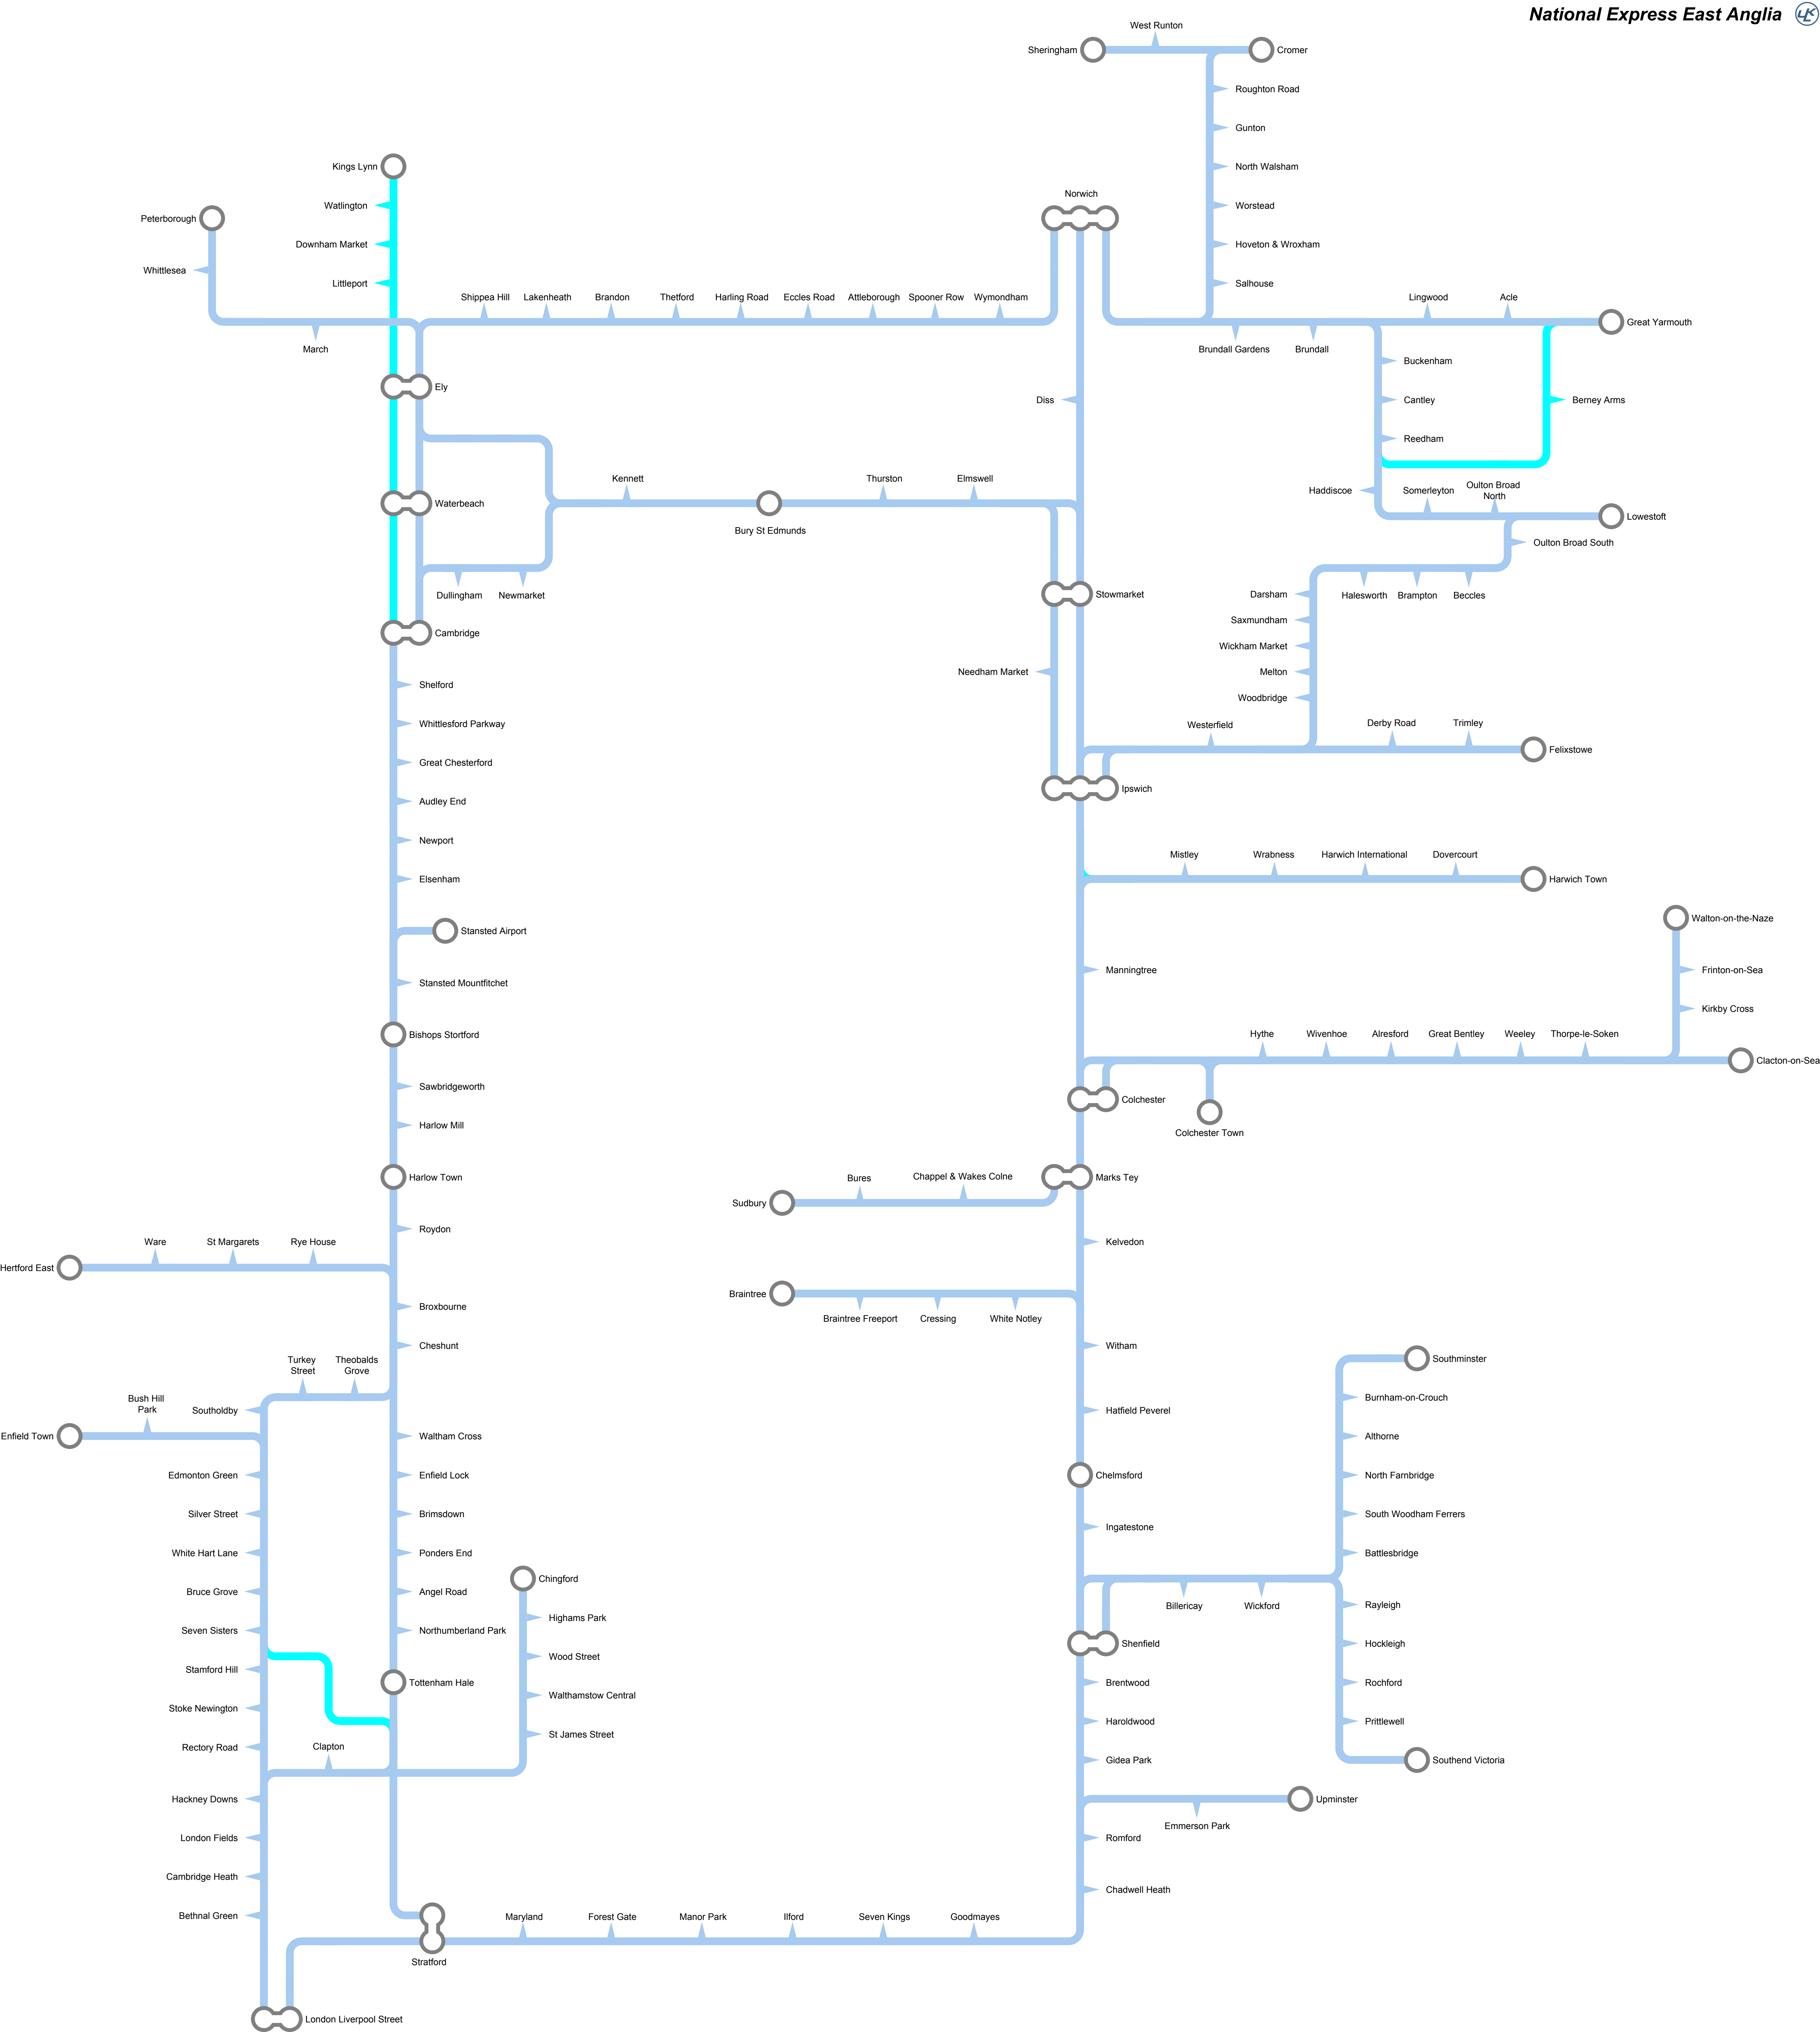 National Express East Anglia
West Runton
Sheringham
Cromer
Roughton Road
Gunton
North Walsham
Worstead
Hoveton & Wroxham
Salhouse
Kings Lynn
Watlington
Downham Market
Littleport
Peterborough
Whittlesea
March
Norwich
Shippea Hill
Lakenheath
Brandon
Thetford
Harling Road
Eccles Road
Attleborough
Spooner Row
Wymondham
Lingwood
Acle
Great Yarmouth
Brundall Gardens
Brundall
Buckenham
Cantley
Reedham
Berney Arms
Ely
Diss
Kennett
Thurston
Elmswell
Haddiscoe
Somerleyton
Oulton Broad
North
Lowestoft
Waterbeach
Bury St Edmunds
Oulton Broad South
Dullingham
Newmarket
Stowmarket
Darsham
Halesworth
Brampton
Beccles
Saxmundham
Wickham Market
Melton
Woodbridge
Cambridge
Needham Market
Shelford
Whittlesford Parkway
Great Chesterford
Audley End
Newport
Elsenham
Westerfield
Derby Road
Trimley
Felixstowe
Ipswich
Mistley
Wrabness
Harwich International
Dovercourt
Harwich Town
Stansted Airport
Stansted Mountfitchet
Manningtree
Walton-on-the-Naze
Frinton-on-Sea
Kirkby Cross
Bishops Stortford
Hythe
Wivenhoe
Alresford
Great Bentley
Weeley
Thorpe-le-Soken
Clacton-on-Sea
Sawbridgeworth
Harlow Mill
Colchester
Colchester Town
Harlow Town
Bures
Chappel & Wakes Colne
Marks Tey
Sudbury
Roydon
Kelvedon
Ware
St Margarets
Rye House
Hertford East
Braintree
Braintree Freeport
Cressing
White Notley
Broxbourne
Cheshunt
Witham
Turkey
Street
Theobalds
Grove
Southminster
Bush Hill
Park
Southoldby
Enfield Town
Burnham-on-Crouch
Hatfield Peverel
Waltham Cross
Althorne
Edmonton Green
Enfield Lock
Chelmsford
North Farnbridge
Silver Street
Brimsdown
Ingatestone
South Woodham Ferrers
White Hart Lane
Ponders End
Battlesbridge
Bruce Grove
Angel Road
Chingford
Billericay
Wickford
Rayleigh
Seven Sisters
Northumberland Park
Highams Park
Shenfield
Hockleigh
Stamford Hill
Tottenham Hale
Wood Street
Brentwood
Rochford
Stoke Newington
Walthamstow Central
Haroldwood
Prittlewell
Rectory Road
Clapton
St James Street
Gidea Park
Southend Victoria
Hackney Downs
Upminster
Emmerson Park
London Fields
Romford
Cambridge Heath
Chadwell Heath
Bethnal Green
Maryland
Forest Gate
Manor Park
Ilford
Seven Kings
Goodmayes
Stratford
London Liverpool Street